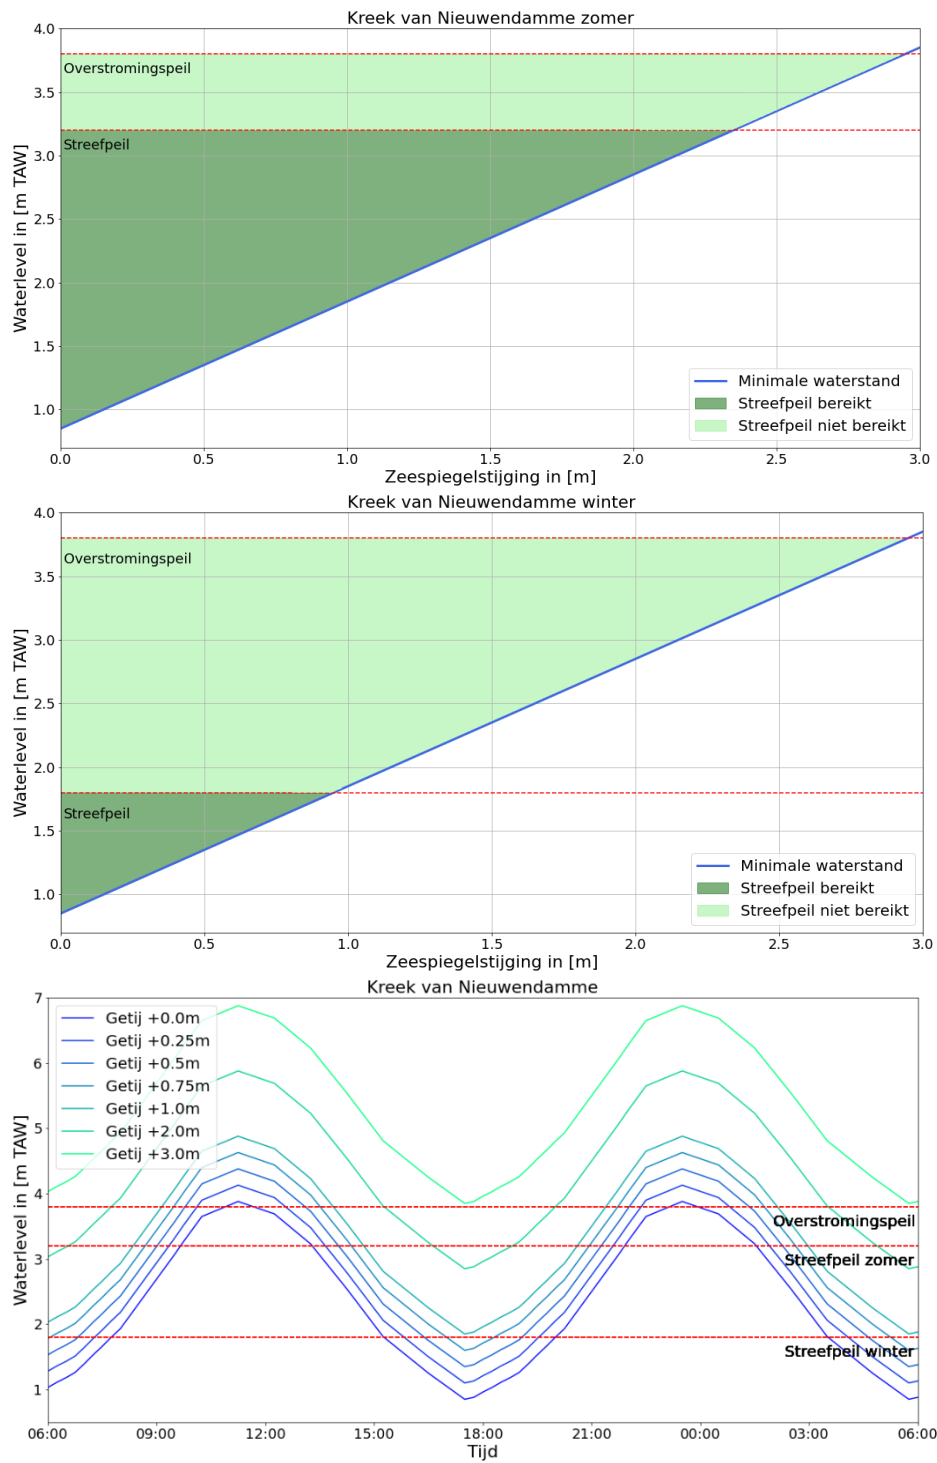 Kreek van Nieuwendamme zomer
4.0
3.5
3.0
2.5
2.0
1.5
1.0
Waterlevel in [m TAW]
Overstromingspeil
Streefpeil
Minimale waterstand
Streefpeil bereikt
Streefpeil niet bereikt
0.0 0.5 1.0 1.5 2.0 2.5 3.0
Zeespiegelstijging in [m]
Kreek van Nieuwendamme winter
4.0
3.5
3.0
2.5
2.0
1.5
1.0
Waterlevel in [m TAW]
Overstromingspeil
Streefpeil
Minimale waterstand
Streefpeil bereikt
Streefpeil niet bereikt
0.0 0.5 1.0 1.5 2.0 2.5 3.0
Zeespiegelstijging in [m]
Kreek van Nieuwendamme
7
6
5
4
3
2
1
Waterlevel in [m TAW]
Getij +0.0m
Getij +0.25m
Getij +0.5m
Getij +0.75m
Getij +1.0m
Getij +2.0m
Getij +3.0m
Overstromingspeil
Streefpeil zomer
Streefpeil winter
06:00 09:00 12:00 15:00 18:00 21:00 00:00 03:00 06:00
Tijd